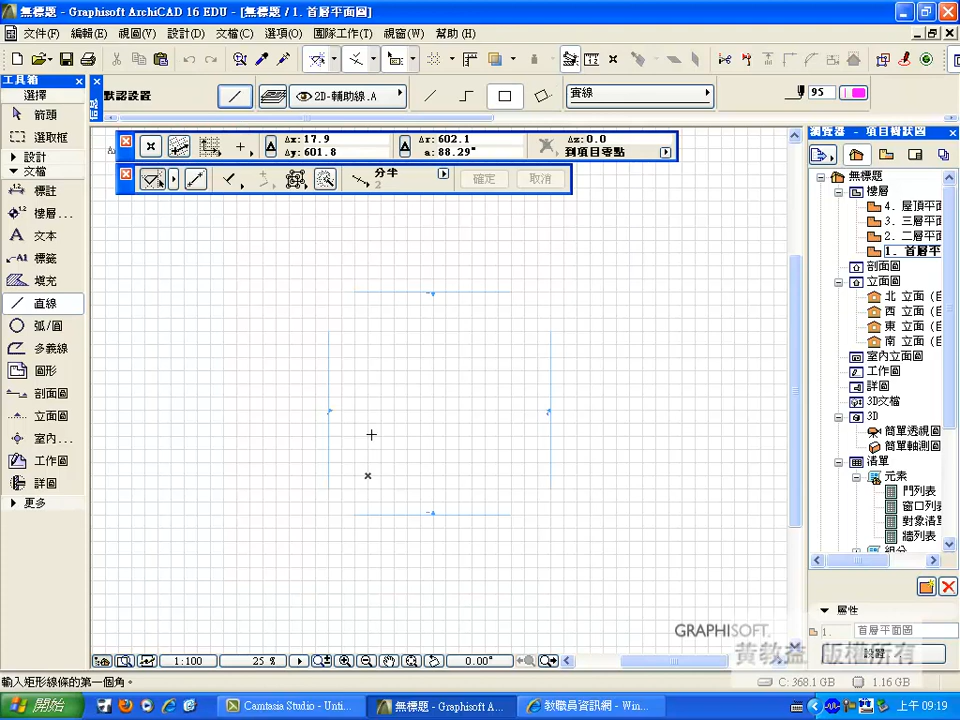 無標題 - Graphisoft ArchiCAD 16 EDU - [無標題 / 1. 首層平面圖]
文件(F) 編輯(E) 視圖(V) 設計(D) 文檔(C) 選項(O) 團隊工作(T) 視窗(W) 幫助(H)
工具箱
選擇
箭頭
選取框
設計
文檔
標註
樓層...
文本
標籤
填充
直線
弧/圓
多義線
圖形
剖面圖
立面圖
室內...
工作圖
詳圖
更多
默認設置
2D-輔助線.A
實線
95
Δx: 17.9
Δy: 601.8
Δr: 602.1
a: 88.29°
Δz: 0.0
到項目零點
分半
2
確定
取消
瀏覽器 - 項目樹狀圖
無標題
樓層
4. 屋頂平面
3. 三層平面
2. 二層平面
1. 首層平
剖面圖
立面圖
北 立面 (自
西 立面 (自
東 立面 (自
南 立面 (自
室內立面圖
工作圖
詳圖
3D文檔
3D
簡單透視圖
簡單軸測圖
清單
元素
門列表
窗口列表
對象清單
牆列表
屬性
1.
首層平面圖
設置...
GRAPHISOFT.
黃教益 版權所有
1:100
25 %
0.00°
輸入矩形線條的第一個角。
C: 368.1 GB
1.16 GB
開始
Camtasia Studio - Unti...
無標題 - Graphisoft A...
教職員資訊網 - Win...
上午 09:19